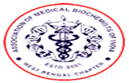 ASSOCIATION OF MEDICAL BIOCHEMISTS OF INDIA
ESTD 2001
WEST BENGAL CHAPTER